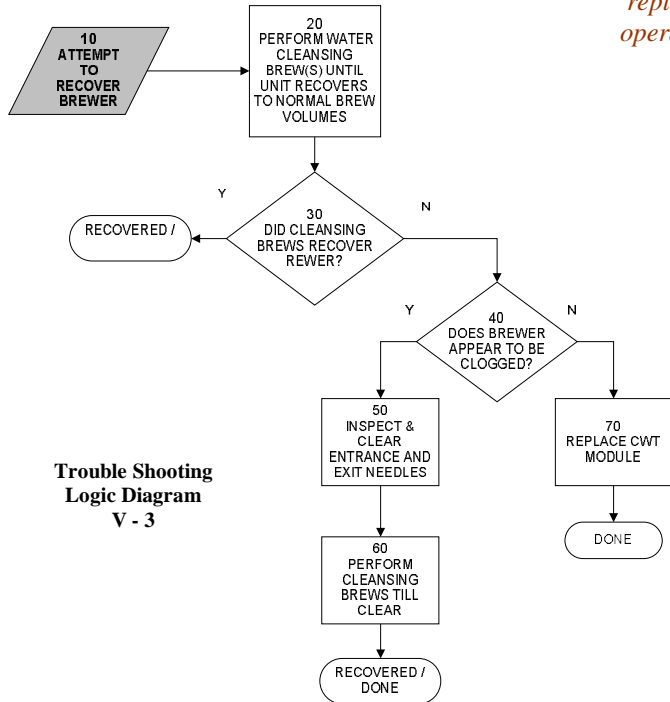 repl
opera
10
ATTEMPT
TO
RECOVER
BREWER
20
PERFORM WATER
CLEANSING
BREW(S) UNTIL
UNIT RECOVERS
TO NORMAL BREW
VOLUMES
Y
N
RECOVERED /
30
DID CLEANSING
BREWS RECOVER
REWER?
Y
N
40
DOES BREWER
APPEAR TO BE
CLOGGED?
50
INSPECT &
CLEAR
ENTRANCE AND
EXIT NEEDLES
70
REPLACE CWT
MODULE
Trouble Shooting
Logic Diagram
V - 3
DONE
60
PERFORM
CLEANSING
BREWS TILL
CLEAR
RECOVERED /
DONE